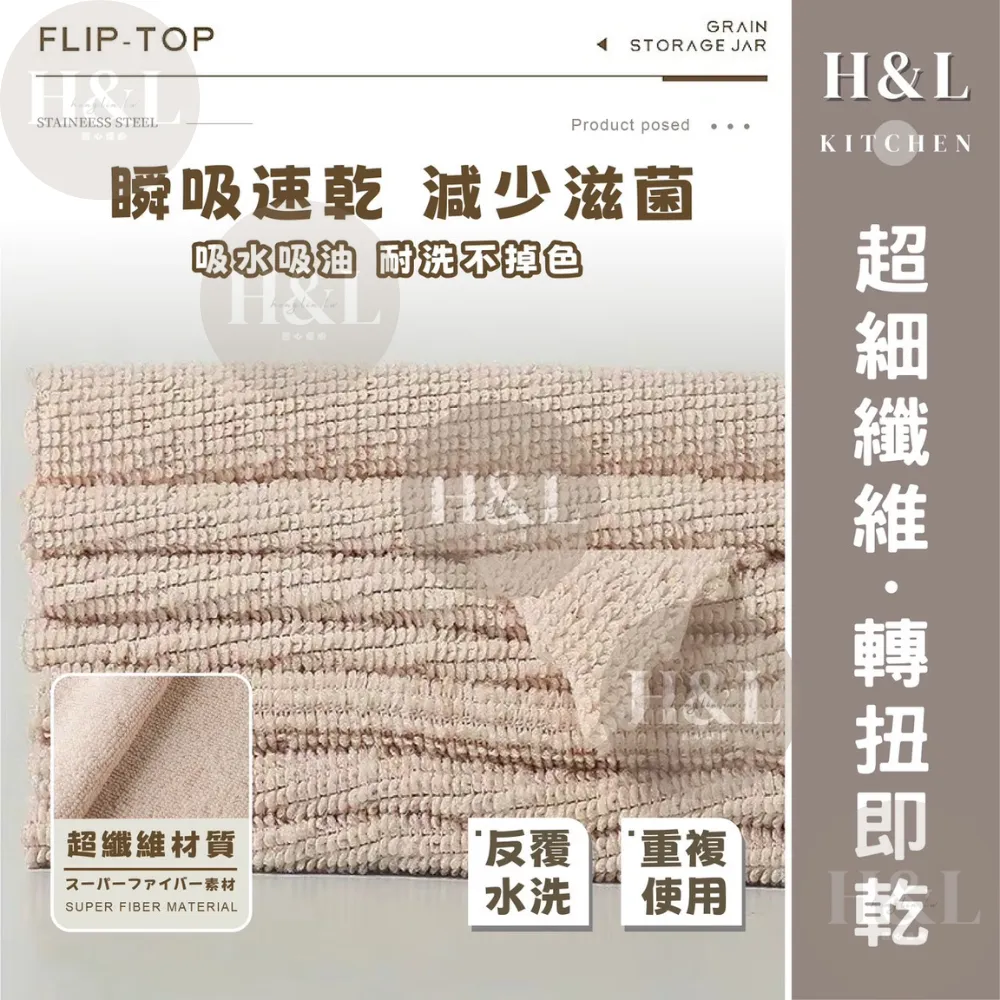 FLIP-TOP
STAINEESS STEEL
GRAIN
STORAGE JAR
Product posed
瞬吸速乾 減少滋菌
吸水吸油 耐洗不掉色
H&L
H&L
H&L
H&L
超纖維材質
スーパーファイバー素材
SUPER FIBER MATERIAL
反覆
水洗
重複
使用
H&L
KITCHEN
超細纖維·轉扭即乾
H&L